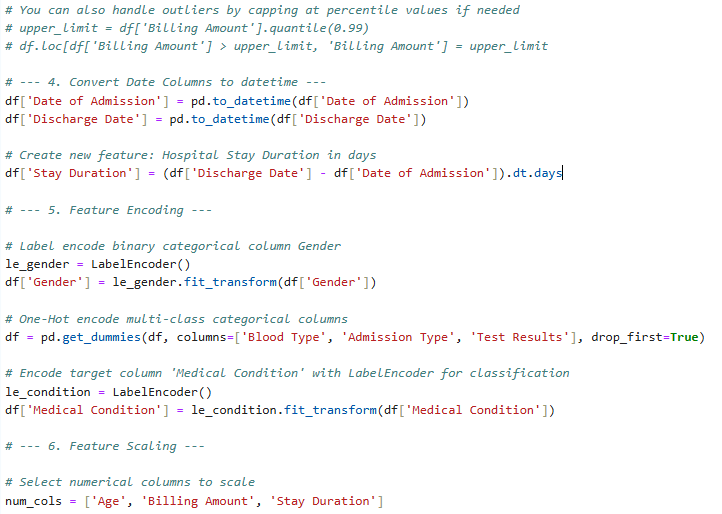 # You can also handle outliers by capping at percentile values if needed
# upper_limit = df['Billing Amount'].quantile(0.99)
# df.loc[df['Billing Amount'] > upper_limit, 'Billing Amount'] = upper_limit
# --- 4. Convert Date Columns to datetime ---
df['Date of Admission'] = pd.to_datetime(df['Date of Admission'])
df['Discharge Date'] = pd.to_datetime(df['Discharge Date'])
# Create new feature: Hospital Stay Duration in days
df['Stay Duration'] = (df['Discharge Date'] - df['Date of Admission']).dt.days
# --- 5. Feature Encoding ---
# Label encode binary categorical column Gender
le_gender = LabelEncoder()
df['Gender'] = le_gender.fit_transform(df['Gender'])
# One-Hot encode multi-class categorical columns
df = pd.get_dummies(df, columns=['Blood Type', 'Admission Type', 'Test Results'], drop_first=True)
# Encode target column 'Medical Condition' with LabelEncoder for classification
le_condition = LabelEncoder()
df['Medical Condition'] = le_condition.fit_transform(df['Medical Condition'])
# --- 6. Feature Scaling ---
# Select numerical columns to scale
num_cols = ['Age', 'Billing Amount', 'Stay Duration']